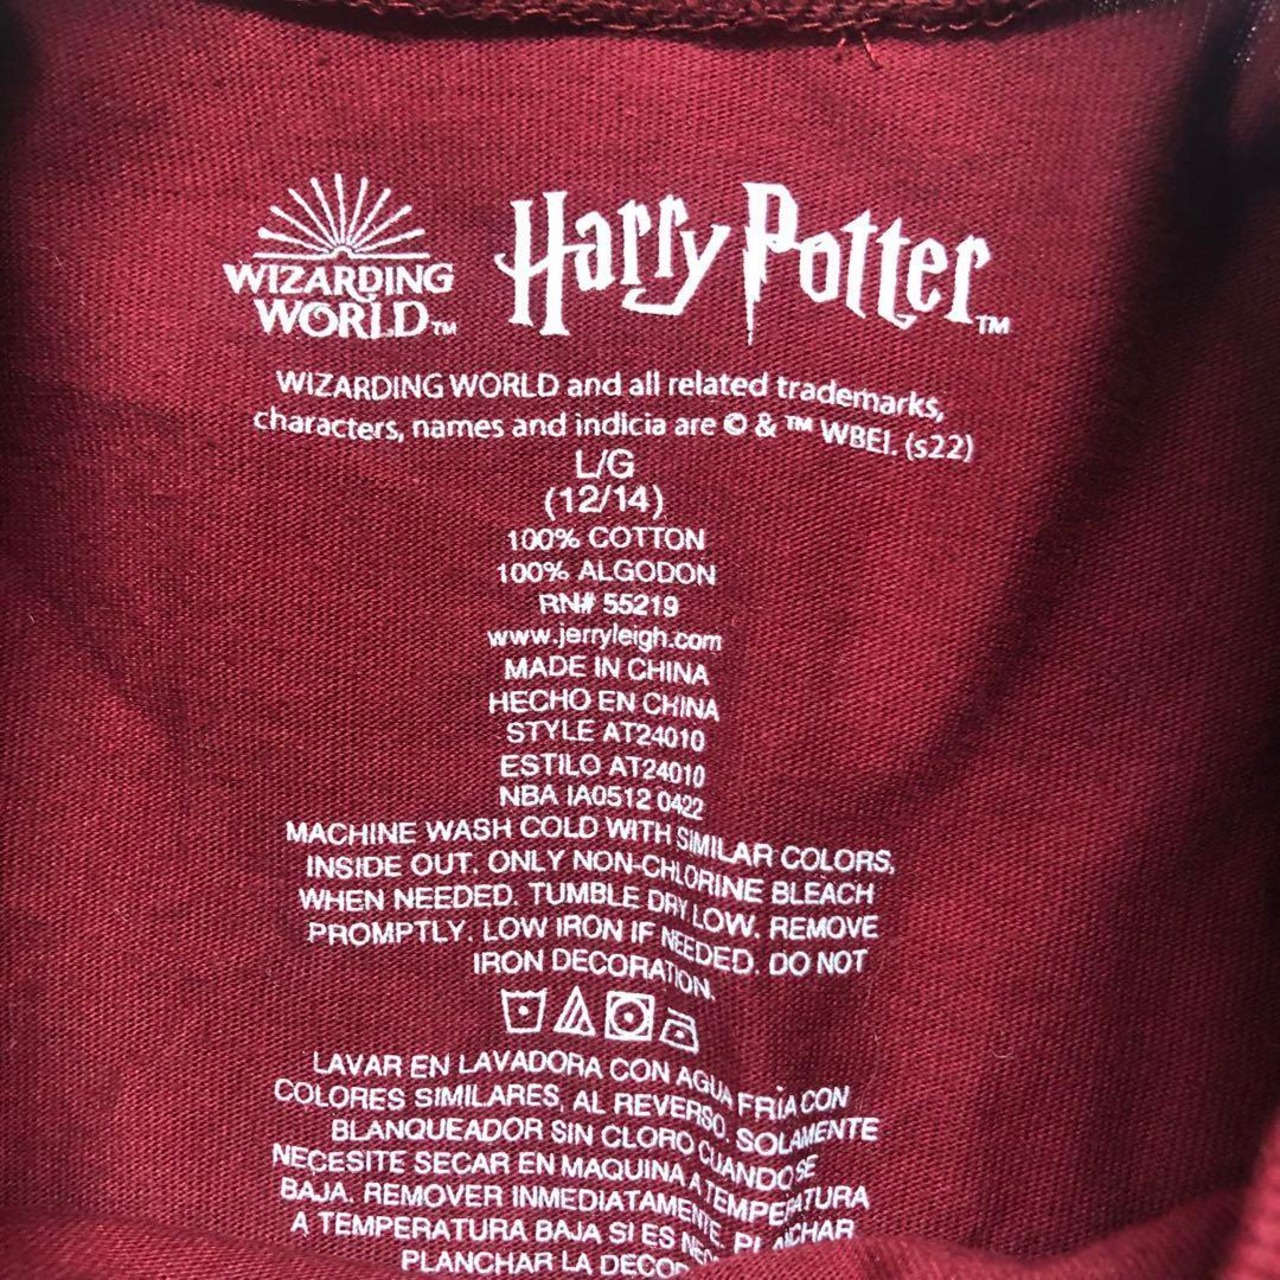 WIZARDING
WORLD™
Harry Potter™
WIZARDING WORLD and all related trademarks,
characters, names and indicia are © & ™ WBEI. (s22)
L/G
(12/14)
100% COTTON
100% ALGODON
RN# 55219
www.jerryleigh.com
MADE IN CHINA
HECHO EN CHINA
STYLE AT24010
ESTILO AT24010
NBA IA0512 0422
MACHINE WASH COLD WITH SIMILAR COLORS,
INSIDE OUT. ONLY NON-CHLORINE BLEACH
WHEN NEEDED. TUMBLE DRY LOW. REMOVE
PROMPTLY. LOW IRON IF NEEDED. DO NOT
IRON DECORATION.
LAVAR EN LAVADORA CON AGUA FRÍA CON
COLORES SIMILARES, AL REVERSO. SOLAMENTE
BLANQUEADOR SIN CLORO CUANDO SE
NECESITE SECAR EN MAQUINA A TEMPERATURA
BAJA. REMOVER INMEDIATAMENTE. PLANCHAR
A TEMPERATURA BAJA SI ES
PLANCHAR LA